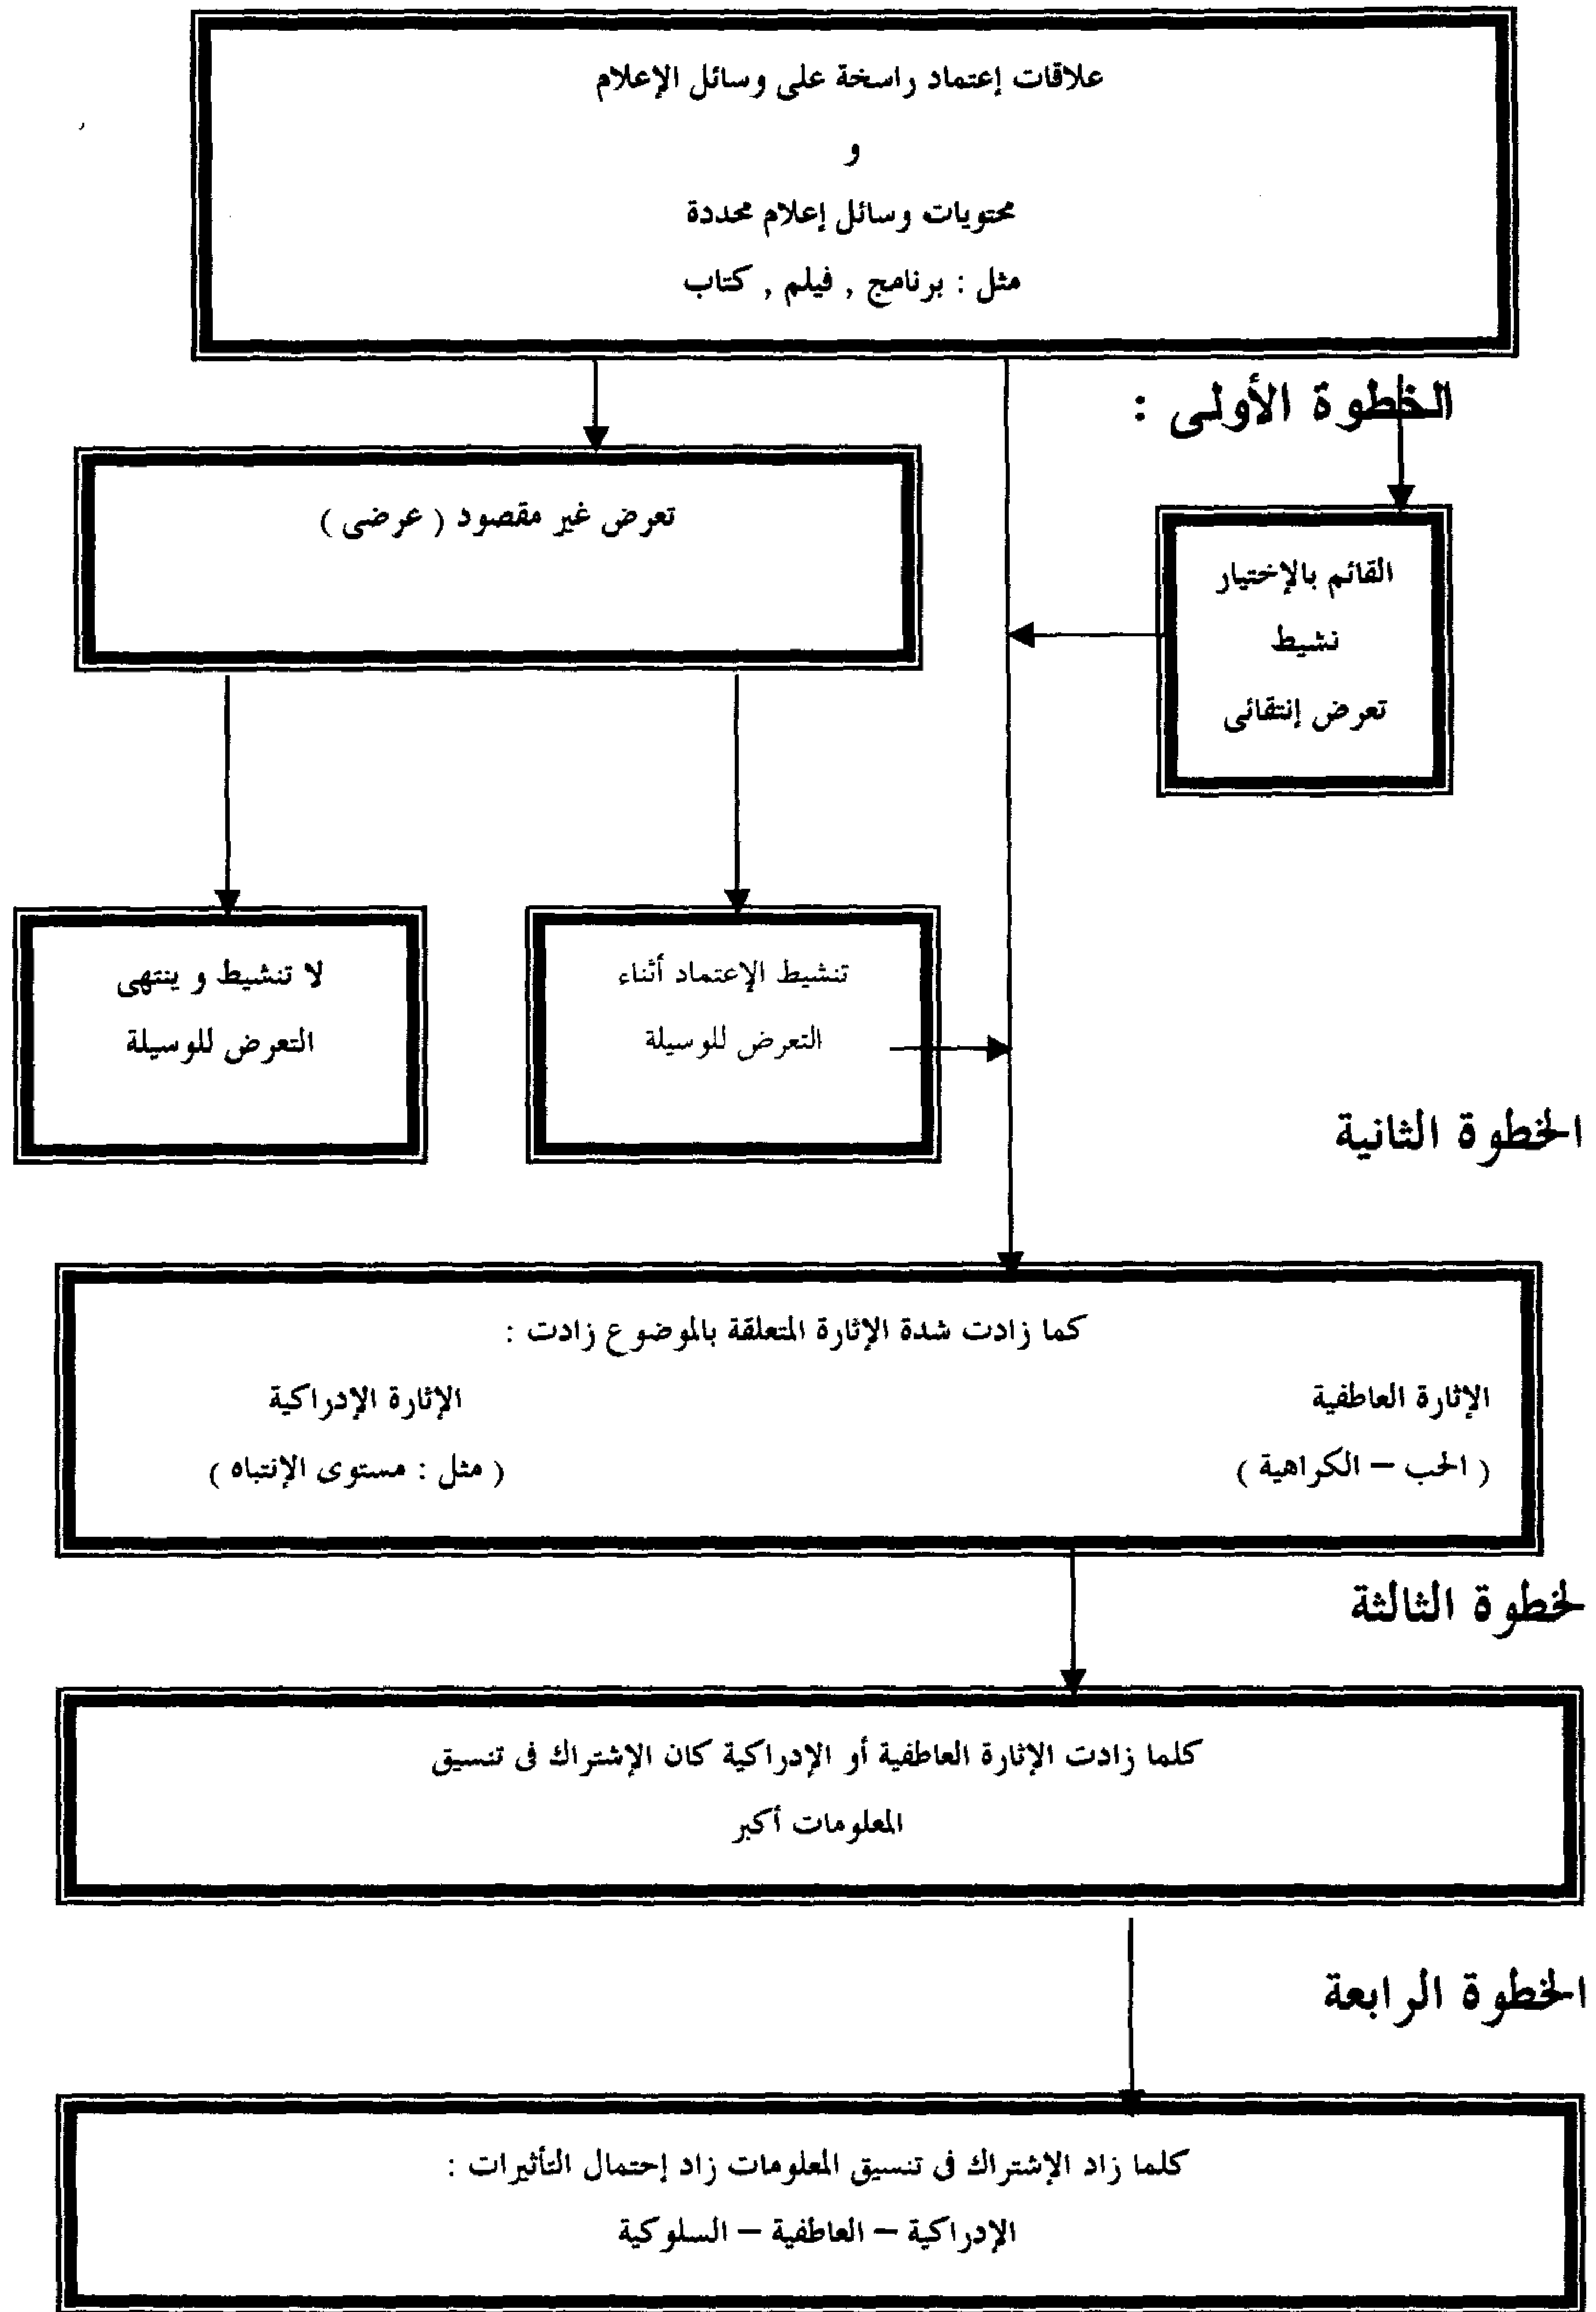 علاقات إعتماد راسخة على وسائل الإعلام
و
محتويات وسائل إعلام محددة
مثل : برنامج , فيلم , كتاب
الخطوة الأولى :
القائم بالإختيار
نشيط
تعرض إنتقائى
تعرض غير مقصود ( عرضى )
تنشيط الإعتماد أثناء
التعرض للوسيلة
لا تنشيط و ينتهى
التعرض للوسيلة
الخطوة الثانية
كما زادت شدة الإثارة المتعلقة بالموضوع زادت :
الإثارة العاطفية
الإثارة الإدراكية
( الحب – الكراهية )
( مثل : مستوى الإنتباه )
لخطوة الثالثة
كلما زادت الإثارة العاطفية أو الإدراكية كان الإشتراك فى تنسيق
المعلومات أكبر
الخطوة الرابعة
كلما زاد الإشتراك فى تنسيق المعلومات زاد إحتمال التأثيرات :
الإدراكية – العاطفية – السلوكية